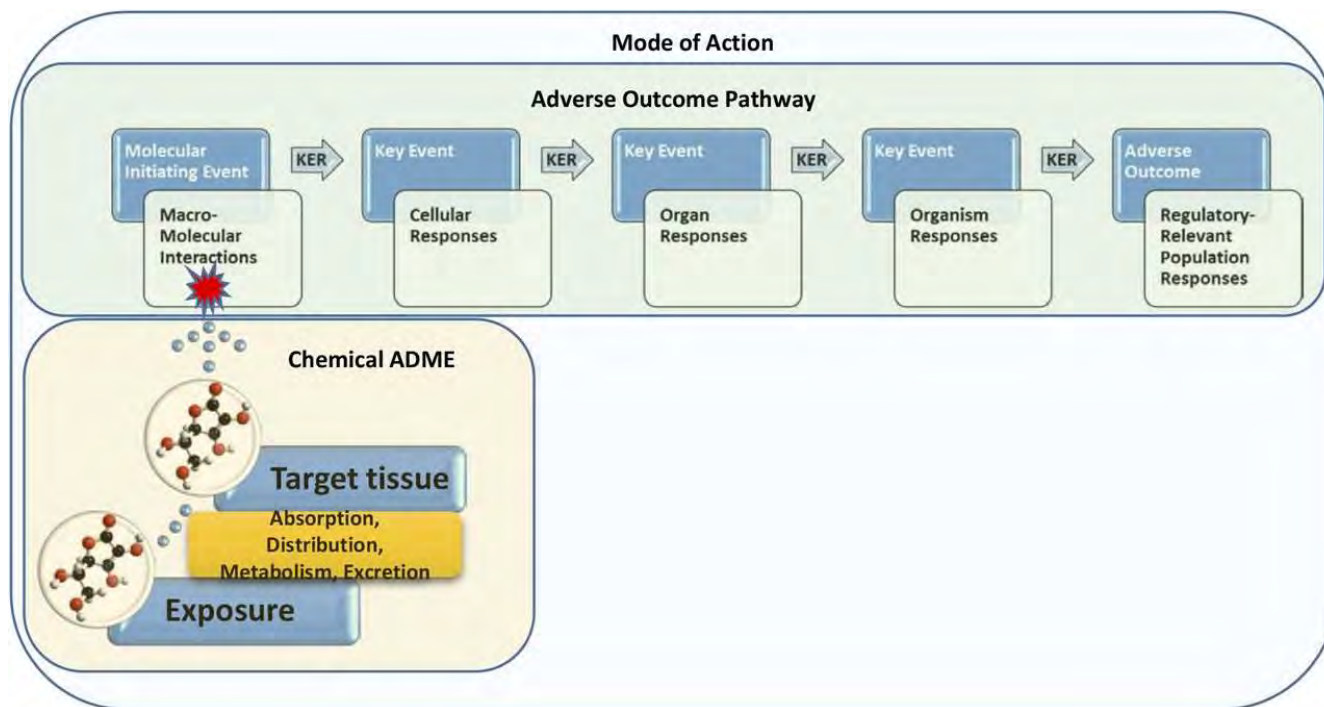 Mode of Action
Adverse Outcome Pathway
Molecular
Initiating Event
KER
Key Event
KER
Key Event
KER
Key Event
KER
Adverse
Outcome
Macro-
Molecular
Interactions
Cellular
Responses
Organ
Responses
Organism
Responses
Regulatory-
Relevant
Population
Responses
Chemical ADME
Target tissue
Absorption,
Distribution,
Metabolism, Excretion
Exposure